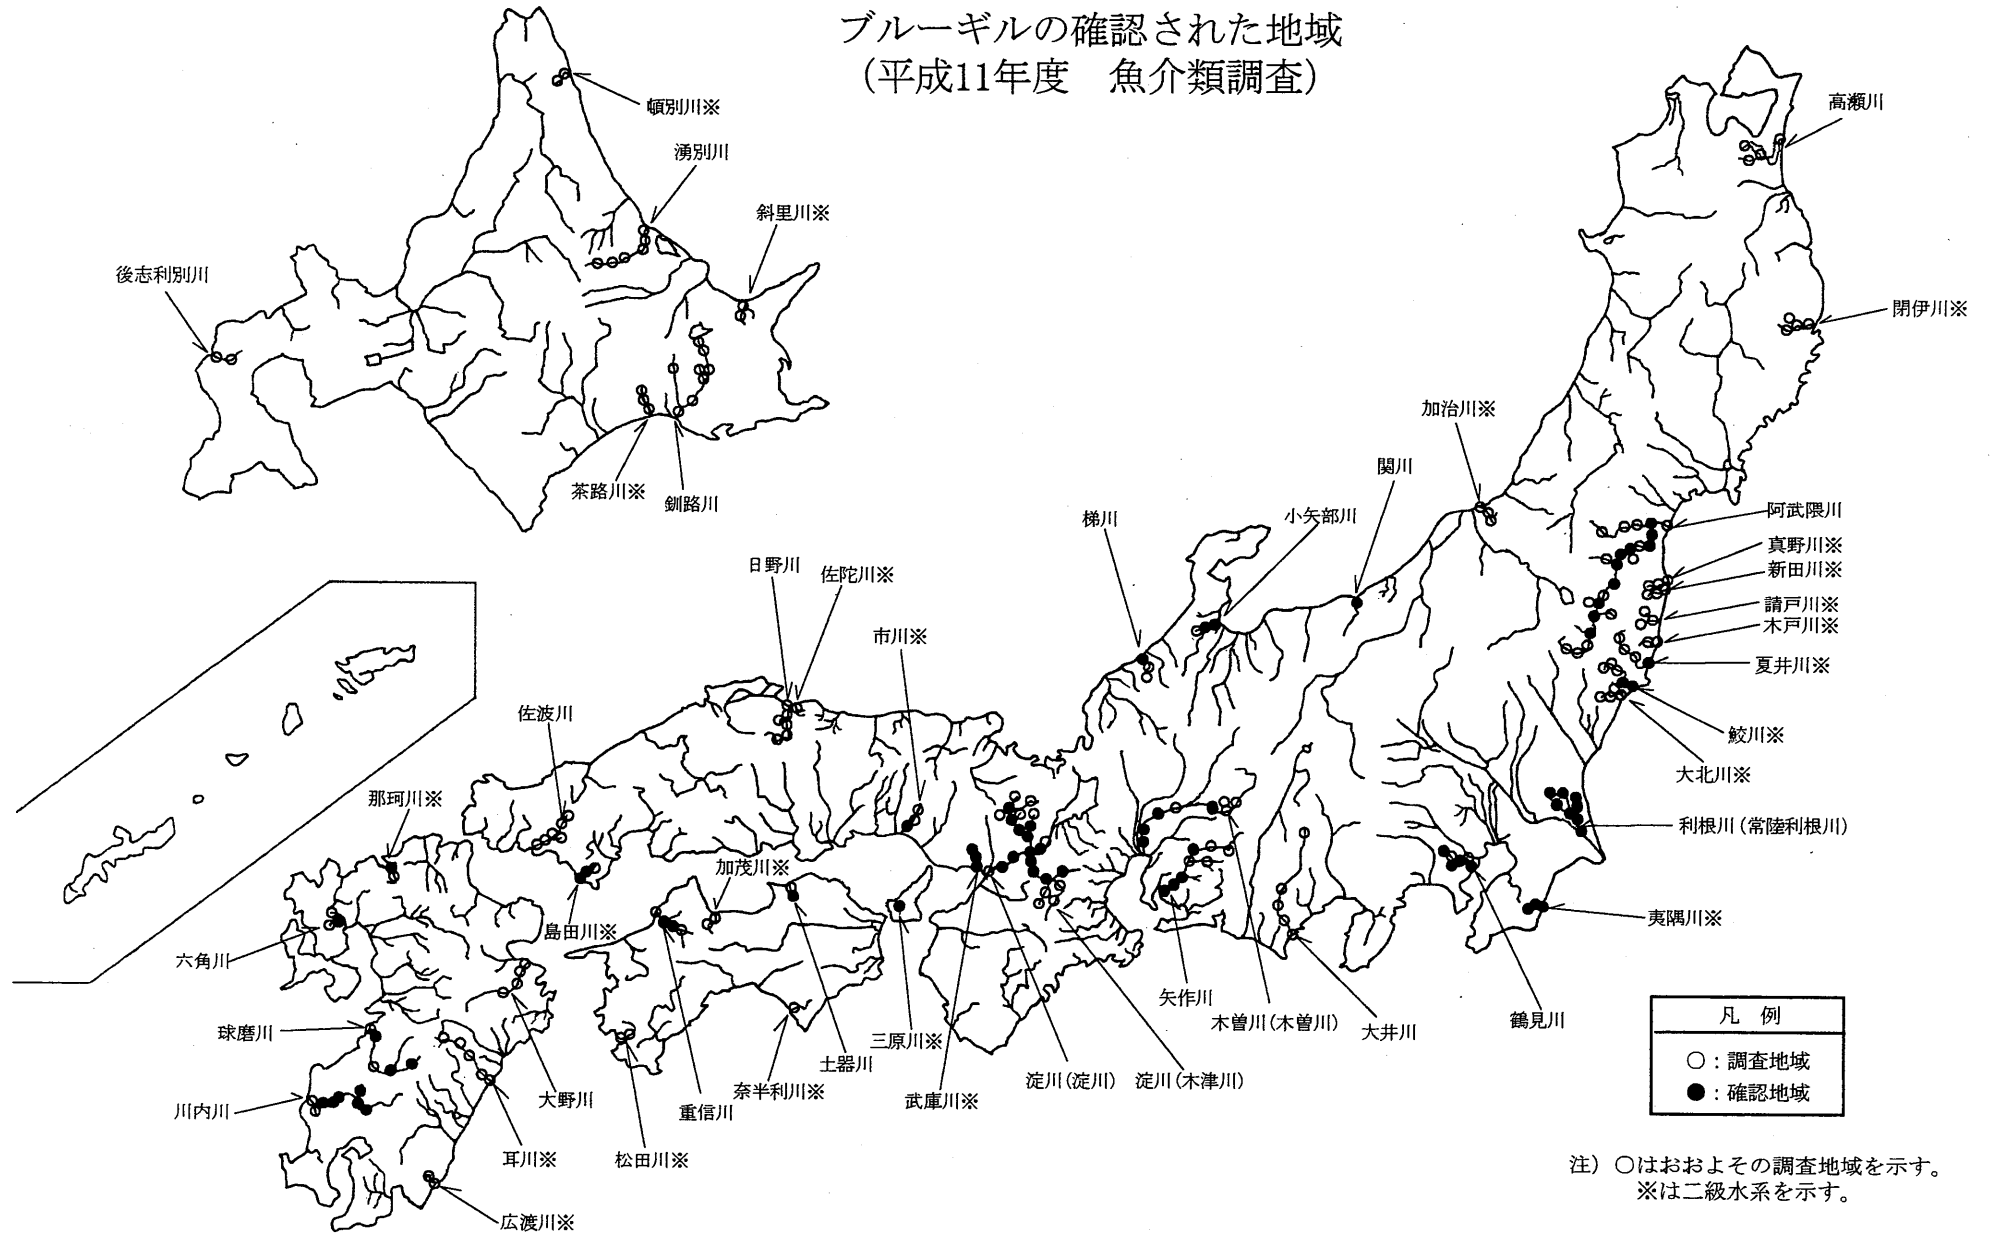 ブルーギルの確認された地域
（平成11年度　魚介類調査）
頓別川※
湧別川
斜里川※
後志利別川
茶路川※
釧路川
高瀬川
閉伊川※
加治川※
関川
小矢部川
梯川
阿武隈川
真野川※
新田川※
請戸川※
木戸川※
夏井川※
鮫川※
大北川※
利根川（常陸利根川）
夷隅川※
鶴見川
大井川
木曽川（木曽川）
矢作川
淀川（木津川）
淀川（淀川）
武庫川※
三原川※
市川※
佐陀川※
日野川
佐波川
島田川※
加茂川※
土器川
奈半利川※
重信川
松田川※
那珂川※
六角川
球磨川
川内川
大野川
耳川※
広渡川※
凡　例
○：調査地域
●：確認地域
注）○はおおよその調査地域を示す。
※は二級水系を示す。